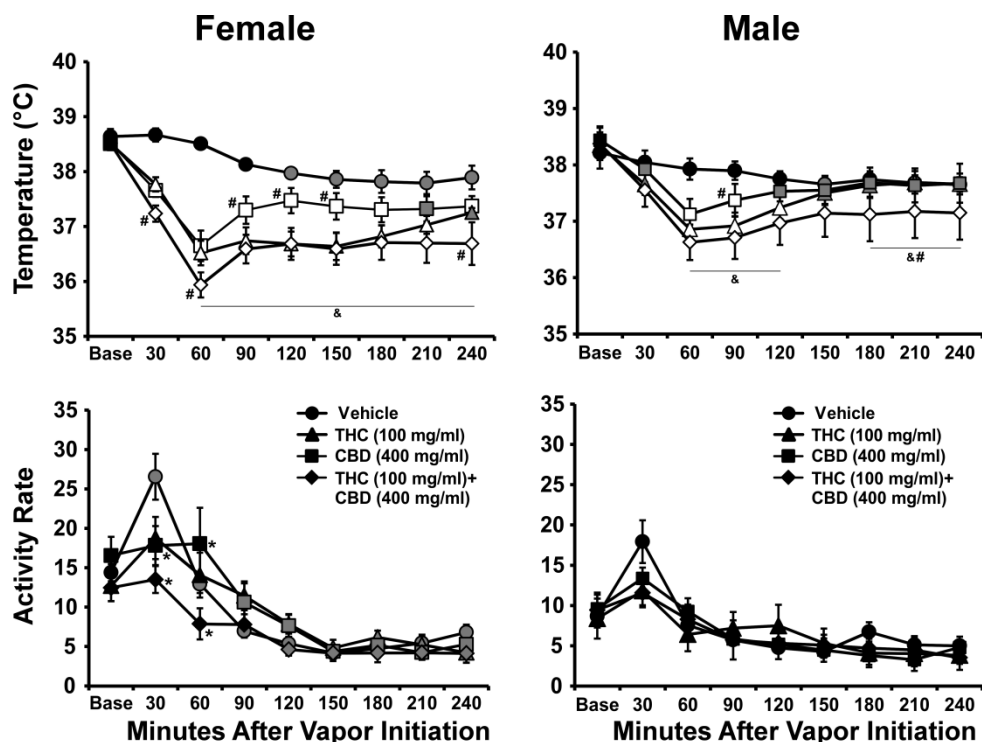 Female
Male
Temperature (°C)
40
39
38
37
36
35
Base 30 60 90 120 150 180 210 240
# # # # # #
&
40
39
38
37
36
35
Base 30 60 90 120 150 180 210 240
#
&
&#
Activity Rate
35
30
25
20
15
10
5
0
Base 30 60 90 120 150 180 210 240
* * * *
Vehicle
THC (100 mg/ml)
CBD (400 mg/ml)
THC (100 mg/ml)+
CBD (400 mg/ml)
Minutes After Vapor Initiation
35
30
25
20
15
10
5
0
Base 30 60 90 120 150 180 210 240
Vehicle
THC (100 mg/ml)
CBD (400 mg/ml)
THC (100 mg/ml)+
CBD (400 mg/ml)
Minutes After Vapor Initiation